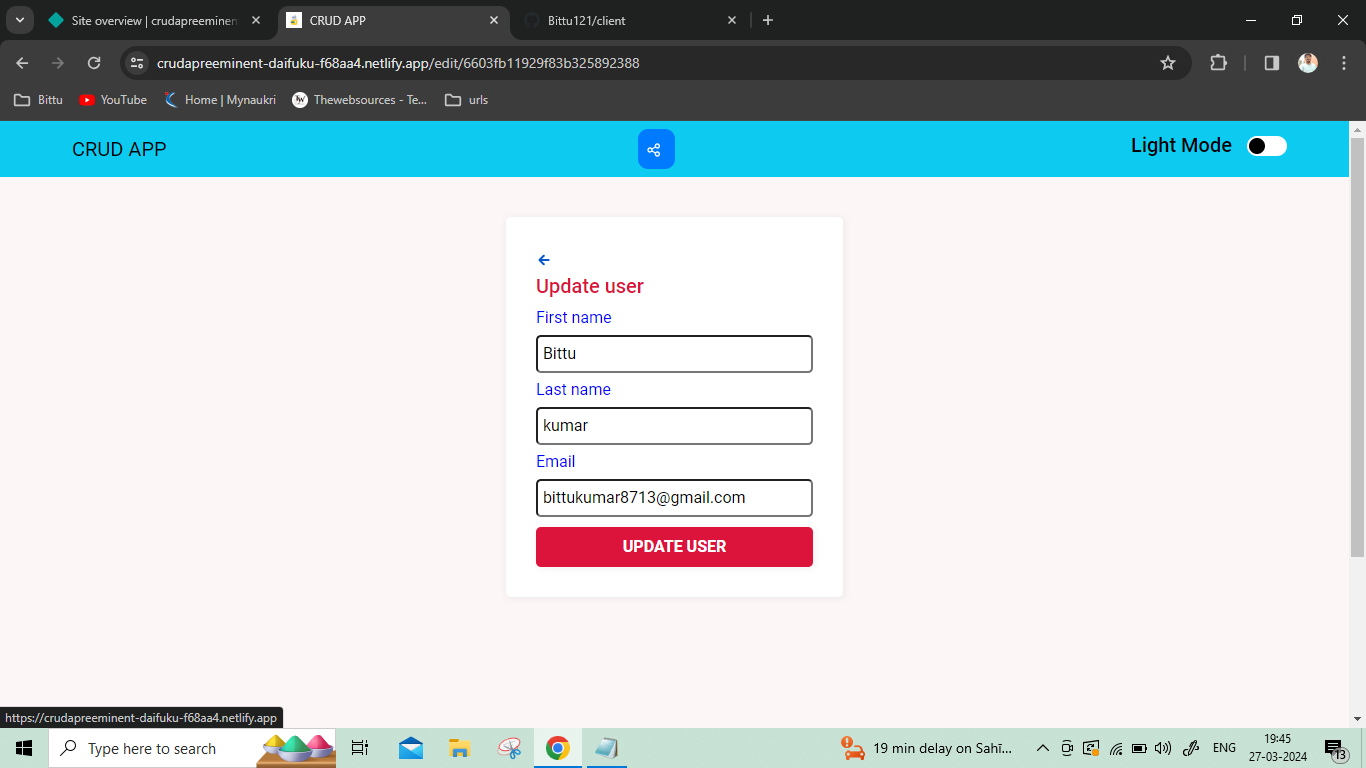 Site overview | crudapreeminen
CRUD APP
Bittu121/client
crudapreeminent-daifuku-f68aa4.netlify.app/edit/6603fb11929f83b325892388
Bittu
YouTube
Home | Mynaukri
Thewebsources - Te...
urls
CRUD APP
Light Mode
Update user
First name
Bittu
Last name
kumar
Email
bittukumar8713@gmail.com
UPDATE USER
https://crudapreeminent-daifuku-f68aa4.netlify.app
Type here to search
19 min delay on Sahī...
ENG
19:45
27-03-2024
13